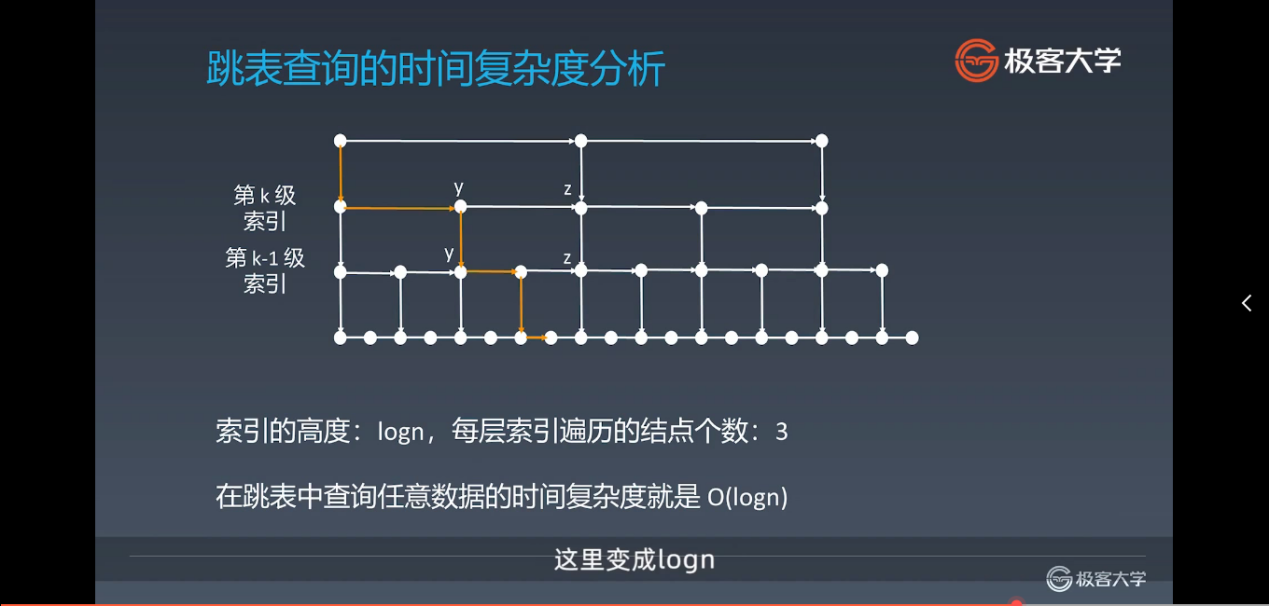 跳表查询的时间复杂度分析
极客大学
y
z
第 k 级
索引
y
z
第 k-1 级
索引
索引的高度：logn，每层索引遍历的结点个数：3
在跳表中查询任意数据的时间复杂度就是 O(logn)
这里变成logn
极客大学